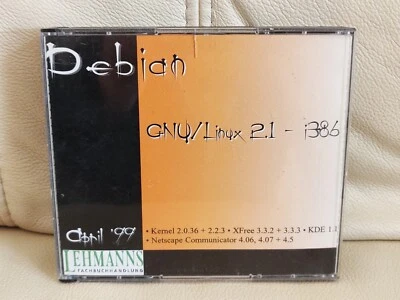 Debian
GNU/Linux 2.1 - i386
April '99
• Kernel 2.0.36 + 2.2.3 • XFree 3.3.2 + 3.3.3 • KDE 1.1
• Netscape Communicator 4.06, 4.07 + 4.5
LEHMANNS
FACHBUCHHANDLUNG